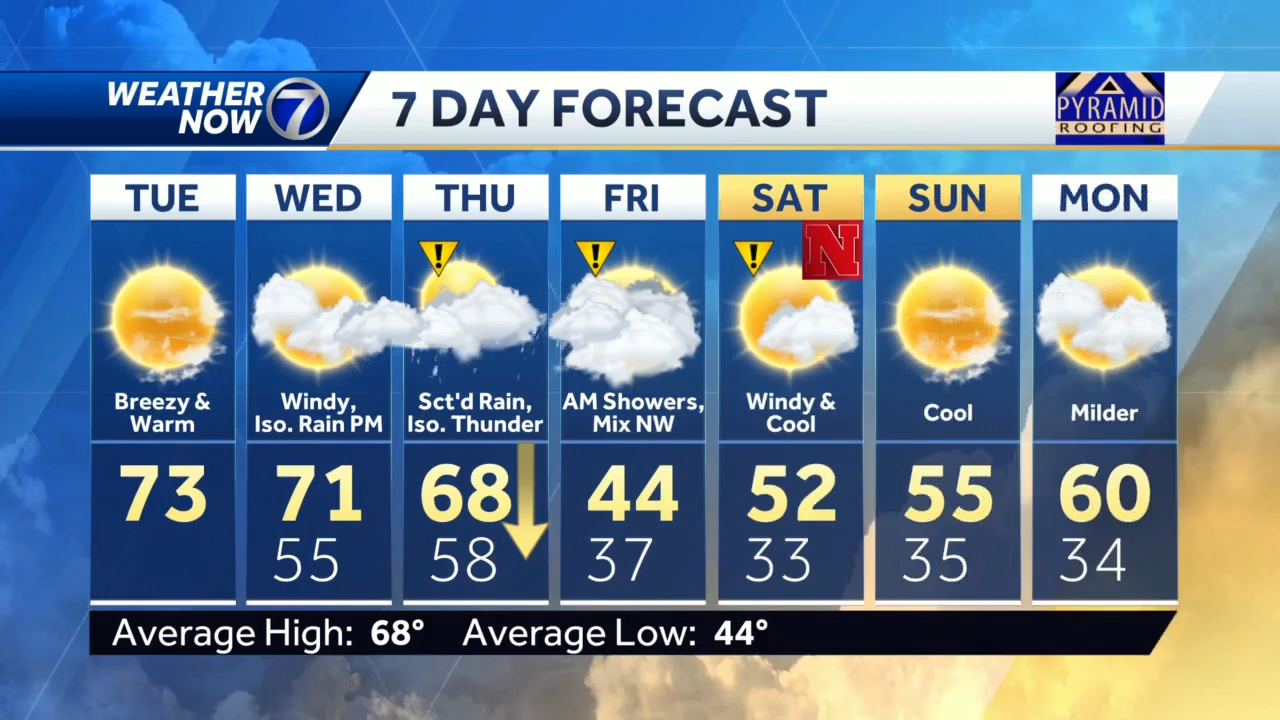 WEATHER
NOW 7
7 DAY FORECAST
PYRAMID
ROOFING
TUE
WED
THU
FRI
SAT
SUN
MON
!
!
!
N
Breezy &
Warm
Windy,
Iso. Rain PM
Sct'd Rain,
Iso. Thunder
AM Showers,
Mix NW
Windy &
Cool
Cool
Milder
73
71
68
44
52
55
60
55
58
37
33
35
34
Average High: 68° Average Low: 44°